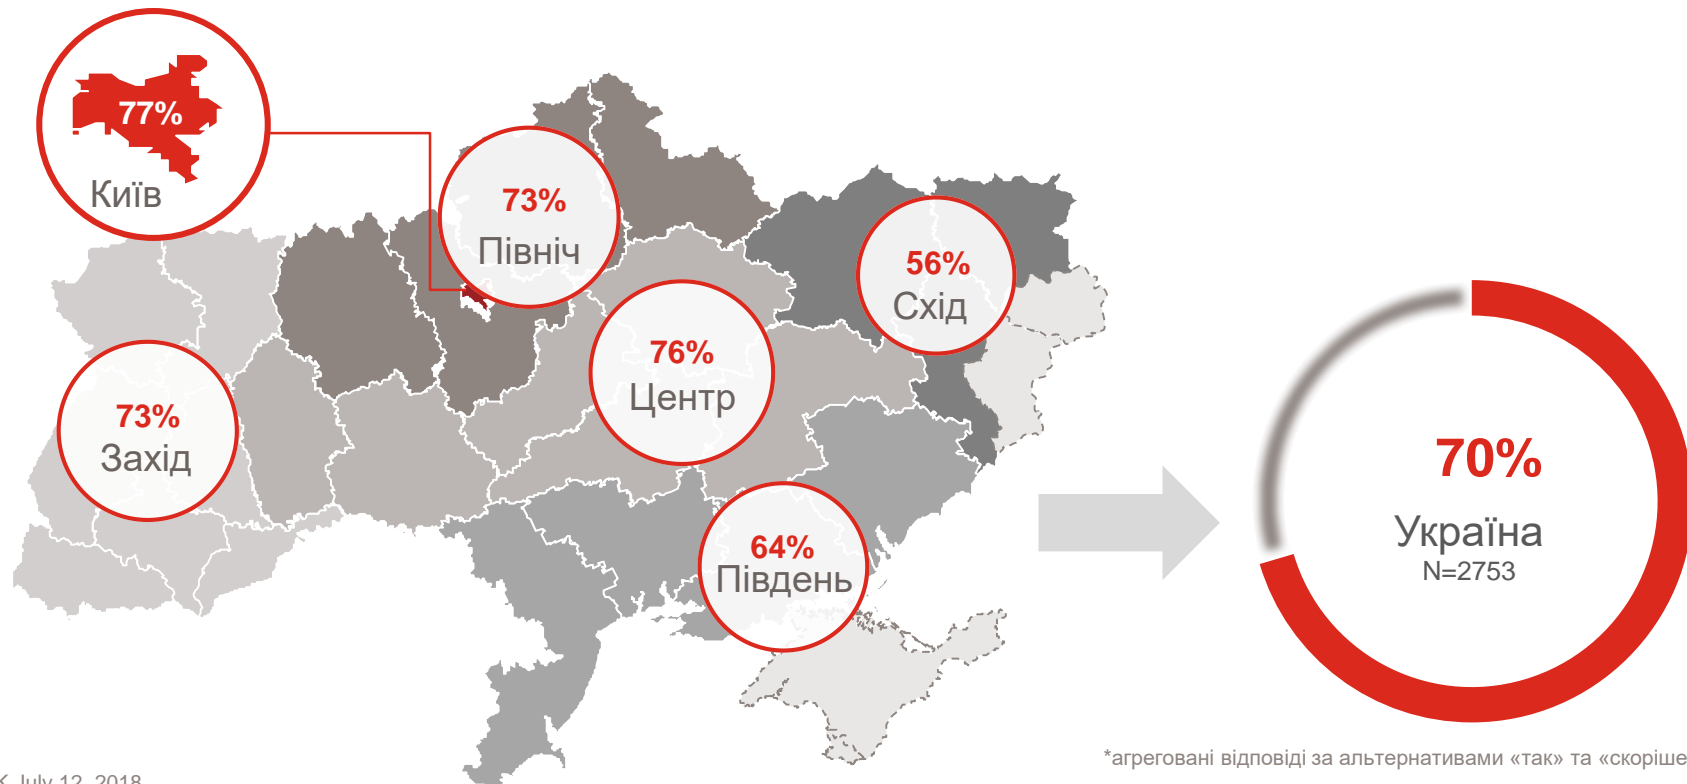 77%
Київ
73%
Північ
56%
Схід
76%
Центр
73%
Захід
64%
Південь
70%
Україна
N=2753
*агреговані відповіді за альтернативами «так» та «скоріше
July 12, 2018